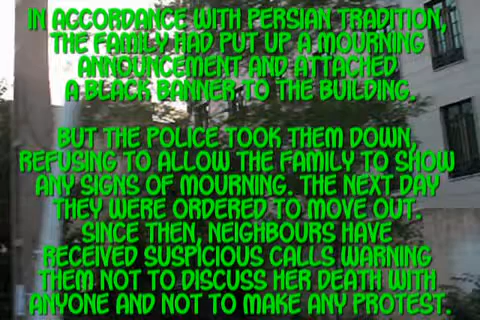 IN ACCORDANCE WITH PERSIAN TRADITION,
THE FAMILY HAD PUT UP A MOURNING
ANNOUNCEMENT AND ATTACHED
A BLACK BANNER TO THE BUILDING.
BUT THE POLICE TOOK THEM DOWN,
REFUSING TO ALLOW THE FAMILY TO SHOW
ANY SIGNS OF MOURNING. THE NEXT DAY
THEY WERE ORDERED TO MOVE OUT.
SINCE THEN, NEIGHBOURS HAVE
RECEIVED SUSPICIOUS CALLS WARNING
THEM NOT TO DISCUSS HER DEATH WITH
ANYONE AND NOT TO MAKE ANY PROTEST.